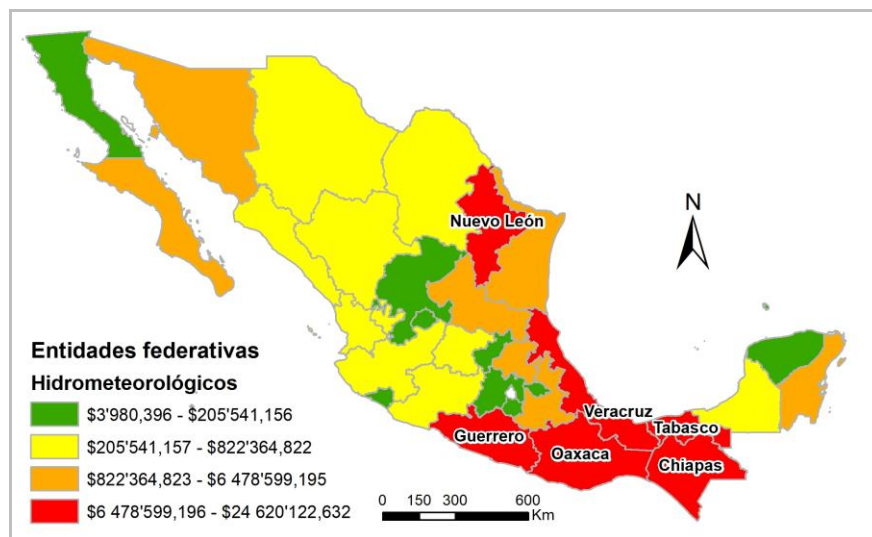 Nuevo León
N
Entidades federativas
Hidrometeorológicos
$3'980,396 - $205'541,156
$205'541,157 - $822'364,822
$822'364,823 - $6 478'599,195
$6 478'599,196 - $24 620'122,632
Veracruz
Tabasco
Guerrero
Oaxaca
Chiapas
0 150 300 600
Km